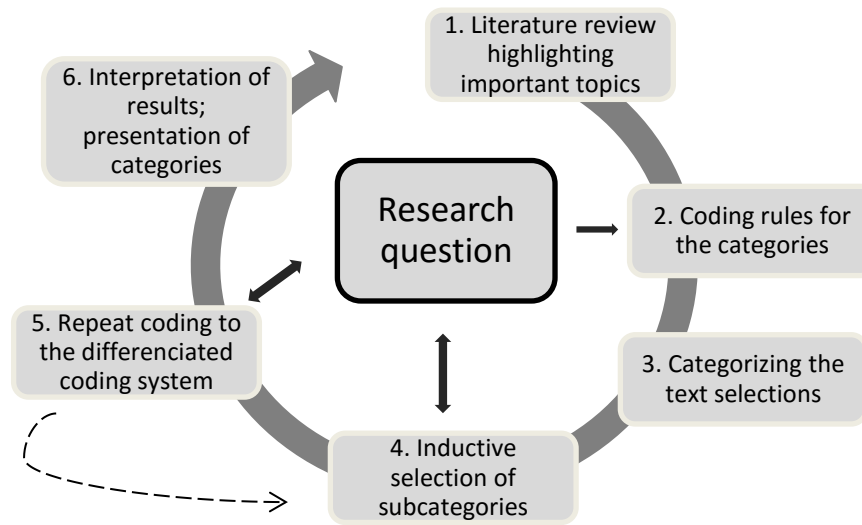 1. Literature review
highlighting
important topics
2. Coding rules for
the categories
3. Categorizing the
text selections
4. Inductive
selection of
subcategories
5. Repeat coding to
the differenciated
coding system
6. Interpretation of
results;
presentation of
categories
Research
question